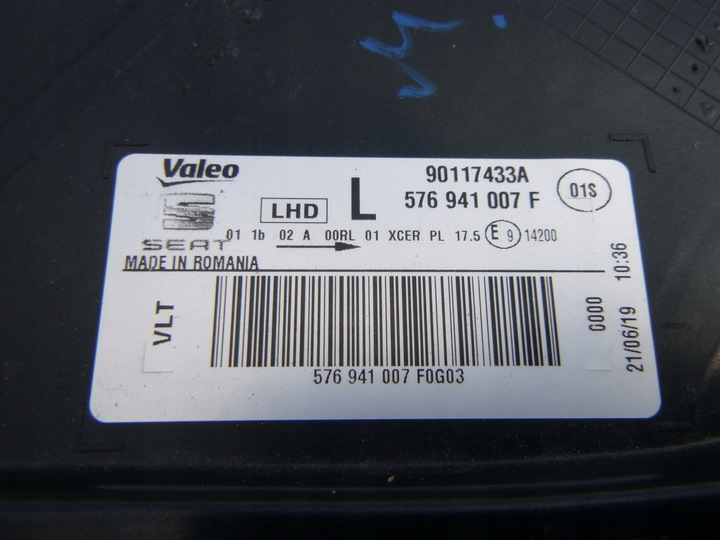 Valeo
90117433A
LHD L 576 941 007 F 01S
SEAT
01 1b 02 A 00RL 01 XCER PL 17.5 E 9 14200
MADE IN ROMANIA
VLT
0000
21/06/19 10:36
576 941 007 F0G03